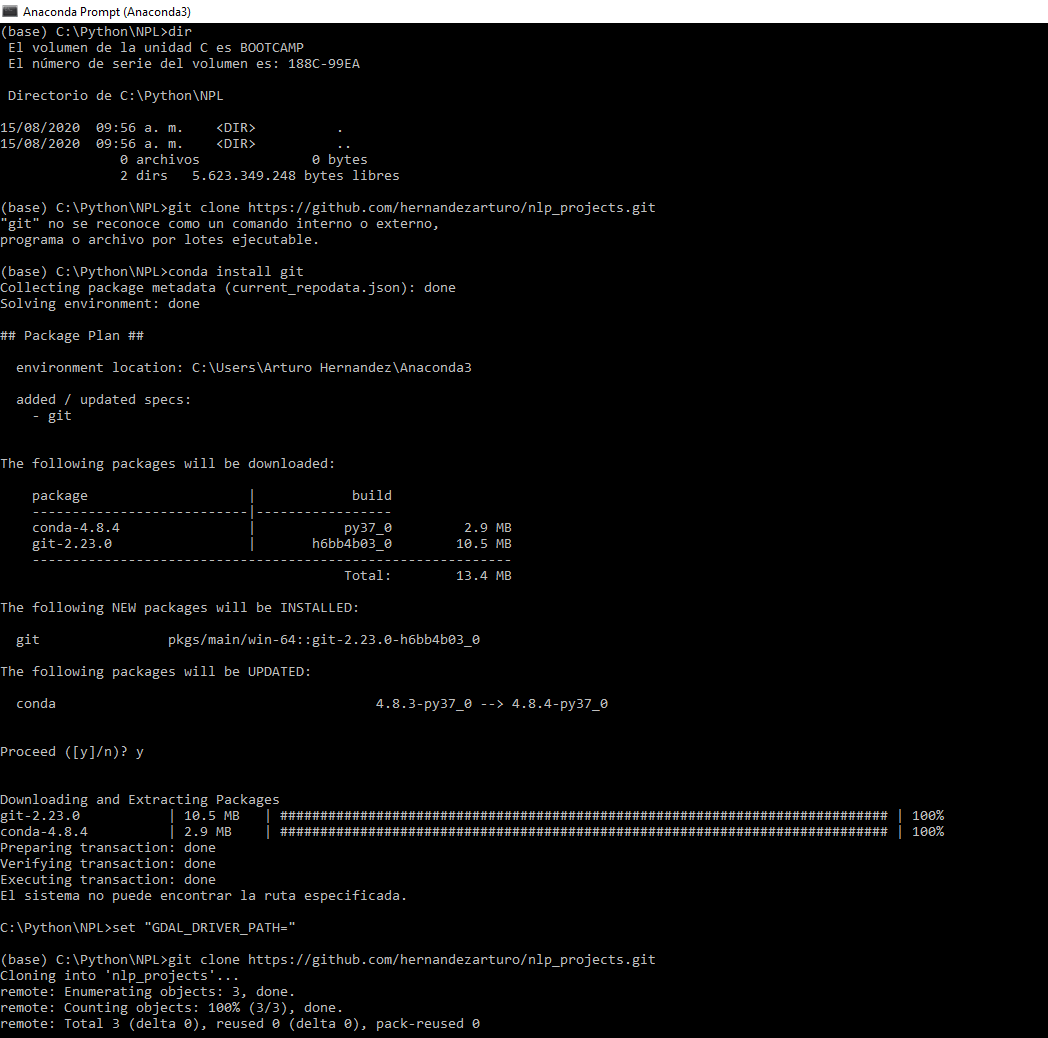 Anaconda Prompt (Anaconda3)
(base) C:\Python\NPL>dir
 El volumen de la unidad C es BOOTCAMP
 El número de serie del volumen es: 188C-99EA

 Directorio de C:\Python\NPL

15/08/2020  09:56 a. m.    <DIR>          .
15/08/2020  09:56 a. m.    <DIR>          ..
               0 archivos              0 bytes
               2 dirs   5.623.349.248 bytes libres

(base) C:\Python\NPL>git clone https://github.com/hernandezarturo/nlp_projects.git
"git" no se reconoce como un comando interno o externo,
programa o archivo por lotes ejecutable.

(base) C:\Python\NPL>conda install git
Collecting package metadata (current_repodata.json): done
Solving environment: done

## Package Plan ##

  environment location: C:\Users\Arturo Hernandez\Anaconda3

  added / updated specs:
    - git


The following packages will be downloaded:

    package                    |            build
    ---------------------------|-----------------
    conda-4.8.4                |           py37_0         2.9 MB
    git-2.23.0                 |       h6bb4b03_0        10.5 MB
    ------------------------------------------------------------
                                           Total:        13.4 MB

The following NEW packages will be INSTALLED:

  git                pkgs/main/win-64::git-2.23.0-h6bb4b03_0

The following packages will be UPDATED:

  conda                                        4.8.3-py37_0 --> 4.8.4-py37_0


Proceed ([y]/n)? y


Downloading and Extracting Packages
git-2.23.0           | 10.5 MB   | ############################################################################ | 100%
conda-4.8.4          | 2.9 MB    | ############################################################################ | 100%
Preparing transaction: done
Verifying transaction: done
Executing transaction: done
El sistema no puede encontrar la ruta especificada.

C:\Python\NPL>set "GDAL_DRIVER_PATH="

(base) C:\Python\NPL>git clone https://github.com/hernandezarturo/nlp_projects.git
Cloning into 'nlp_projects'...
remote: Enumerating objects: 3, done.
remote: Counting objects: 100% (3/3), done.
remote: Total 3 (delta 0), reused 0 (delta 0), pack-reused 0